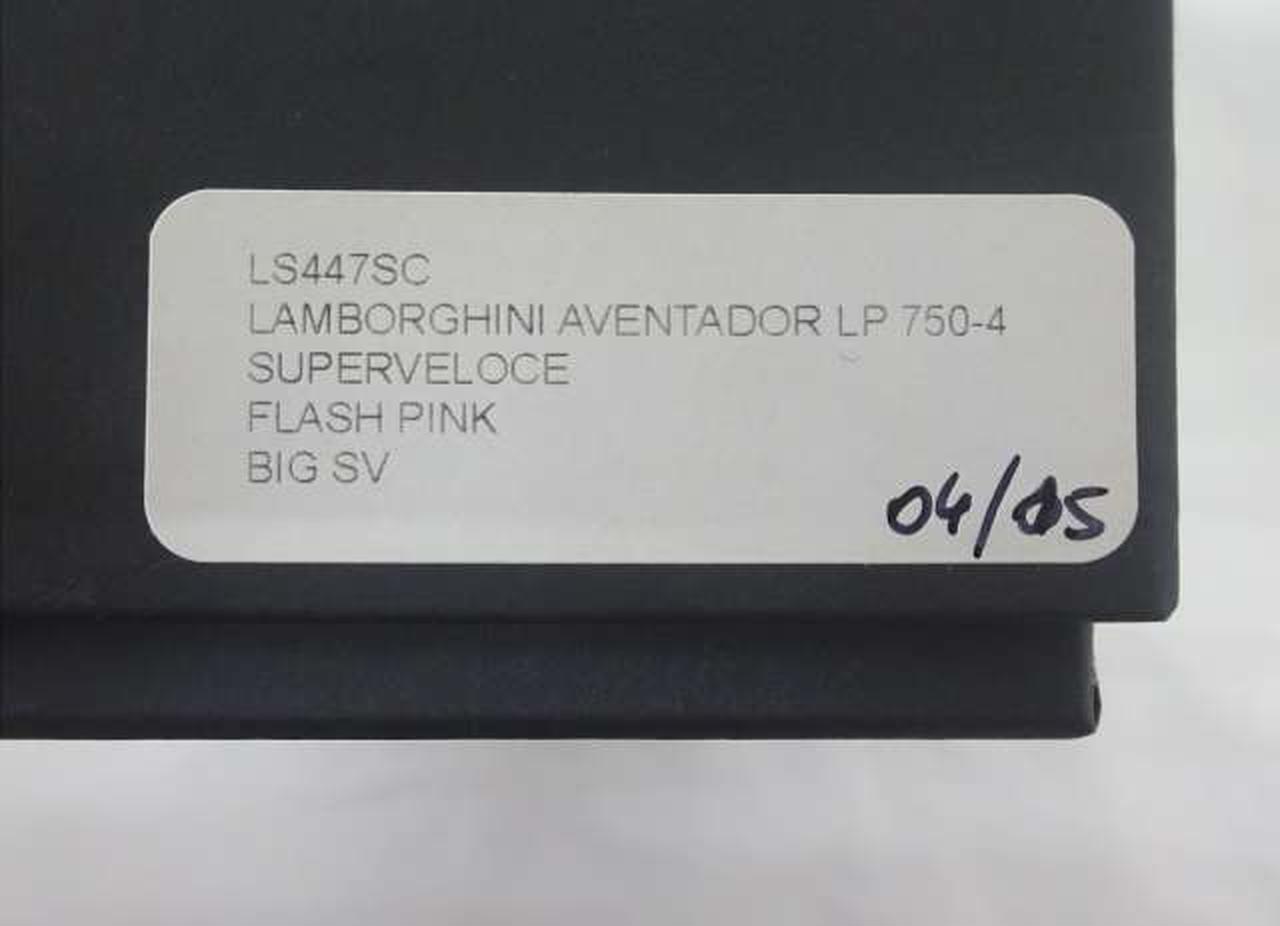 LS447SC
LAMBORGHINI AVENTADOR LP 750-4
SUPERVELOCE
FLASH PINK
BIG SV
04/05